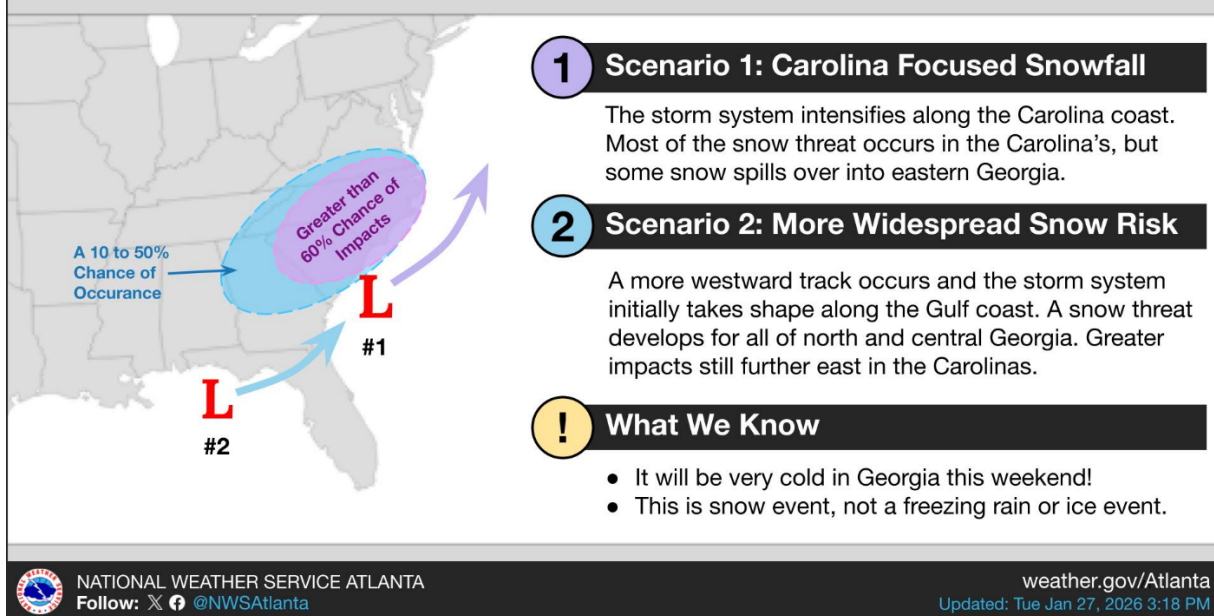 1
Scenario 1: Carolina Focused Snowfall
The storm system intensifies along the Carolina coast.
Most of the snow threat occurs in the Carolina's, but
some snow spills over into eastern Georgia.
2
Scenario 2: More Widespread Snow Risk
A more westward track occurs and the storm system
initially takes shape along the Gulf coast. A snow threat
develops for all of north and central Georgia. Greater
impacts still further east in the Carolinas.
!
What We Know
● It will be very cold in Georgia this weekend!
● This is snow event, not a freezing rain or ice event.
Greater than
60% Chance of
Impacts
A 10 to 50%
Chance of
Occurance
L
#1
L
#2
NATIONAL WEATHER SERVICE ATLANTA
Follow: X f @NWSAtlanta
weather.gov/Atlanta
Updated: Tue Jan 27, 2026 3:18 PM